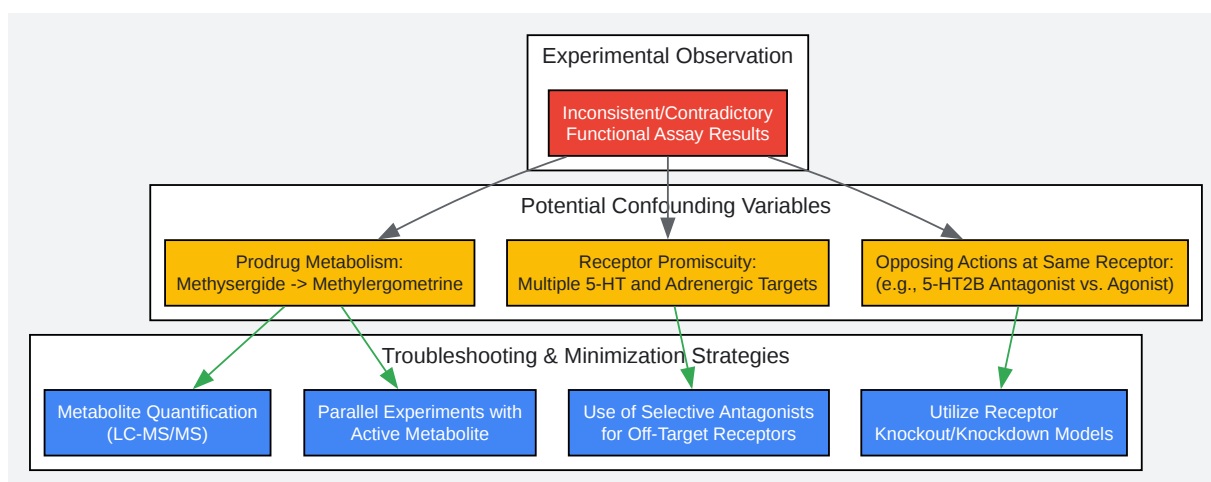 Experimental Observation
Inconsistent/Contradictory
Functional Assay Results
Potential Confounding Variables
Prodrug Metabolism:
Methysergide -> Methylergometrine
Receptor Promiscuity:
Multiple 5-HT and Adrenergic Targets
Opposing Actions at Same Receptor:
(e.g., 5-HT2B Antagonist vs. Agonist)
Troubleshooting & Minimization Strategies
Metabolite Quantification
(LC-MS/MS)
Parallel Experiments with
Active Metabolite
Use of Selective Antagonists
for Off-Target Receptors
Utilize Receptor
Knockout/Knockdown Models